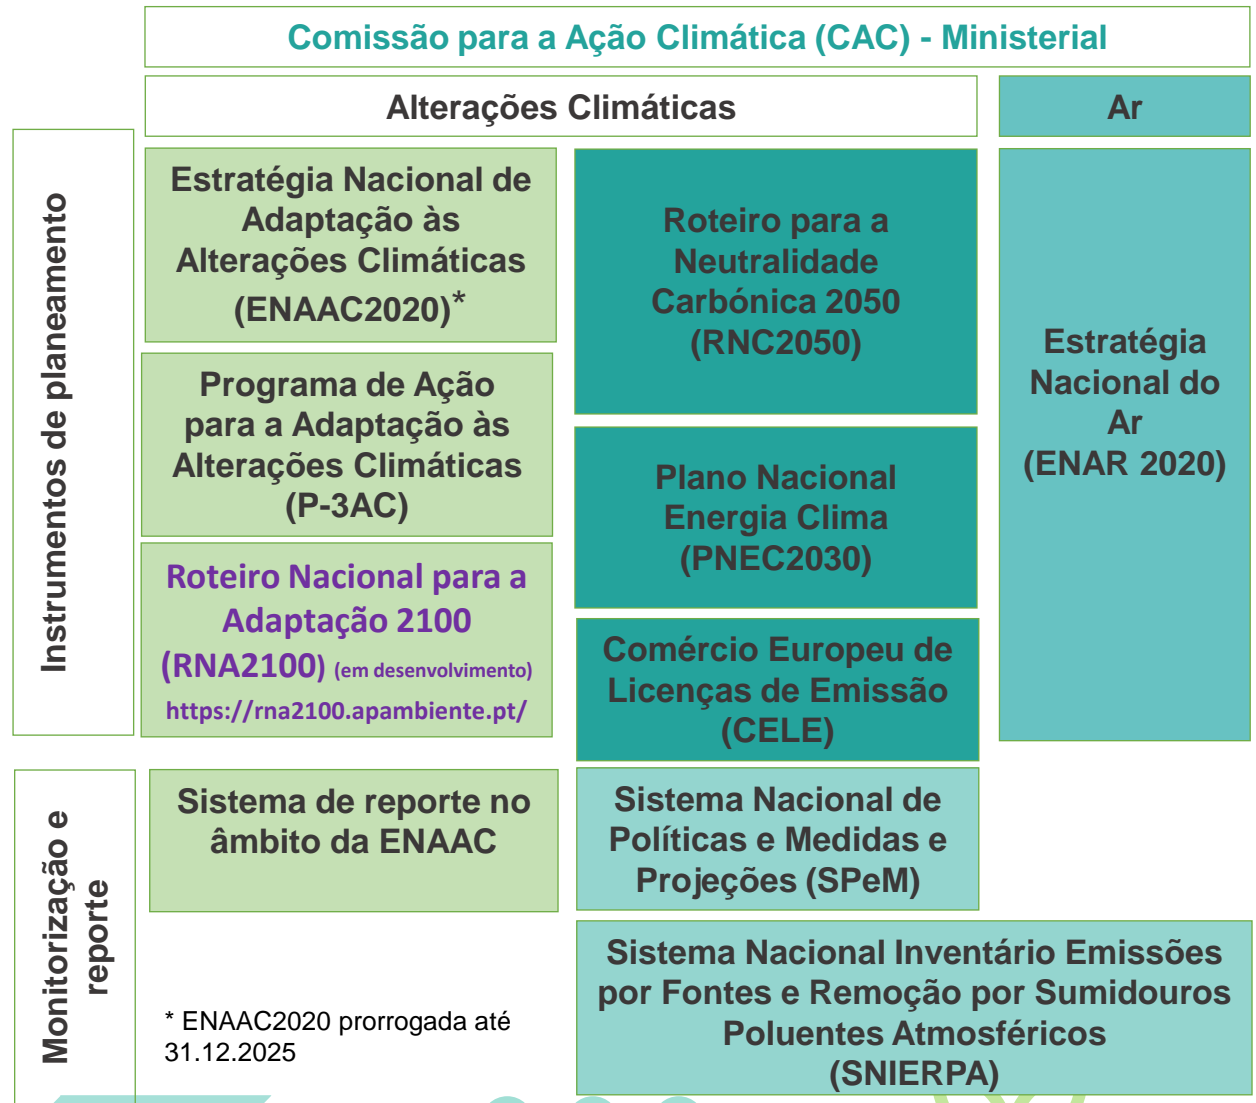 Comissão para a Ação Climática (CAC) - Ministerial
Alterações Climáticas
Ar
Instrumentos de planeamento
Estratégia Nacional de
Adaptação às
Alterações Climáticas
(ENAAC2020)*
Programa de Ação
para a Adaptação às
Alterações Climáticas
(P-3AC)
Roteiro Nacional para a
Adaptação 2100
(RNA2100) (em desenvolvimento)
https://rna2100.apambiente.pt/
Roteiro para a
Neutralidade
Carbónica 2050
(RNC2050)
Plano Nacional
Energia Clima
(PNEC2030)
Comércio Europeu de
Licenças de Emissão
(CELE)
Estratégia
Nacional do
Ar
(ENAR 2020)
Monitorização e
reporte
Sistema de reporte no
âmbito da ENAAC
Sistema Nacional de
Políticas e Medidas e
Projeções (SPeM)
Sistema Nacional Inventário Emissões
por Fontes e Remoção por Sumidouros
Poluentes Atmosféricos
(SNIERPA)
* ENAAC2020 prorrogada até
31.12.2025